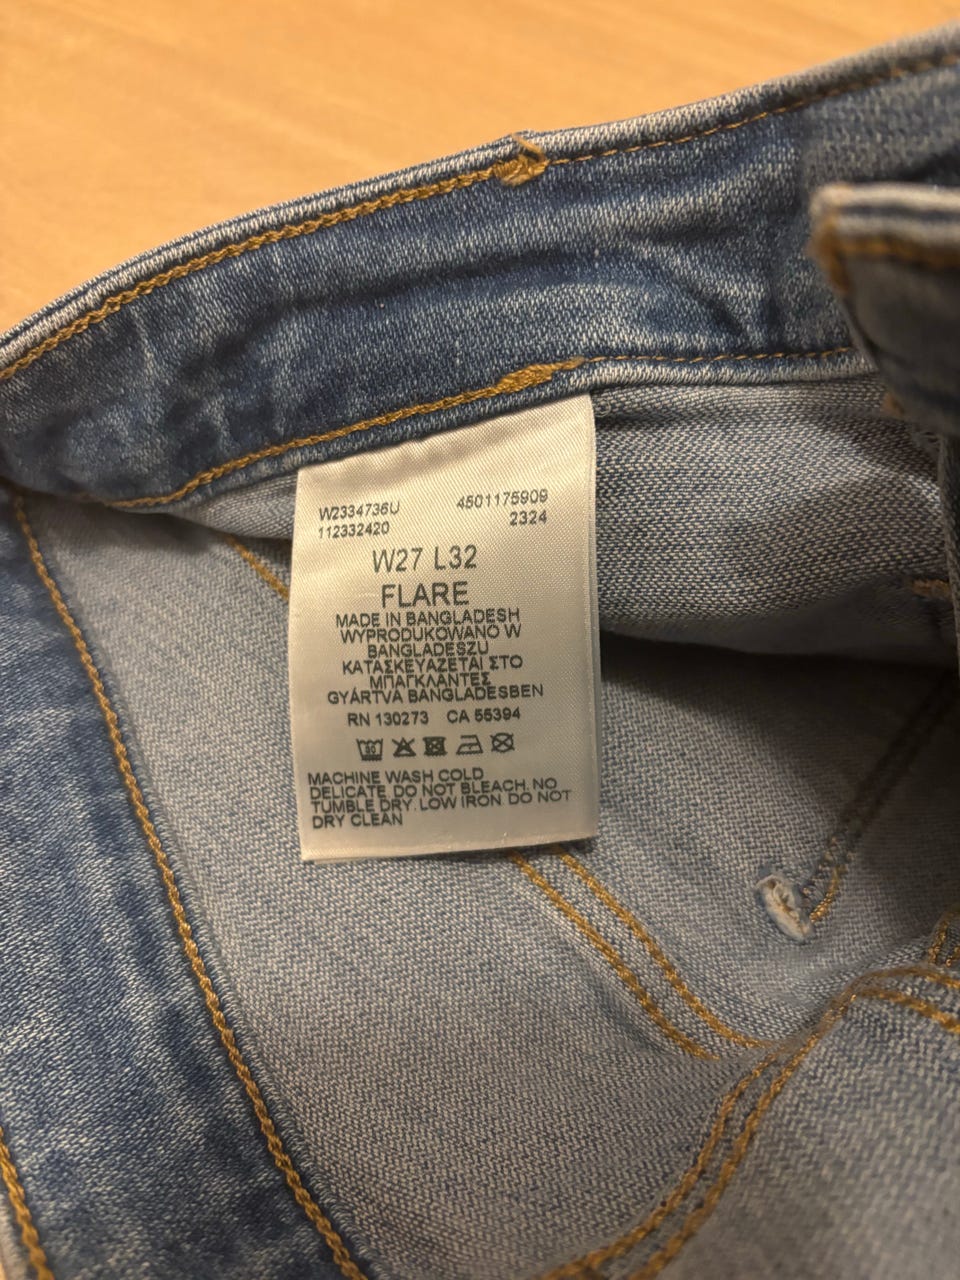 W2334736U 4501175909
112332420 2324
W27 L32
FLARE
MADE IN BANGLADESH
WYPRODUKOWANO W
BANGLADESZU
ΚΑΤΑΣΚΕΥΑΖΕΤΑΙ ΣΤΟ
ΜΠΑΓΚΛΑΝΤΕΣ
GYÁRTVA BANGLADESBEN
RN 130273 CA 55394
MACHINE WASH COLD
DELICATE DO NOT BLEACH. NO
TUMBLE DRY. LOW IRON DO NOT
DRY CLEAN